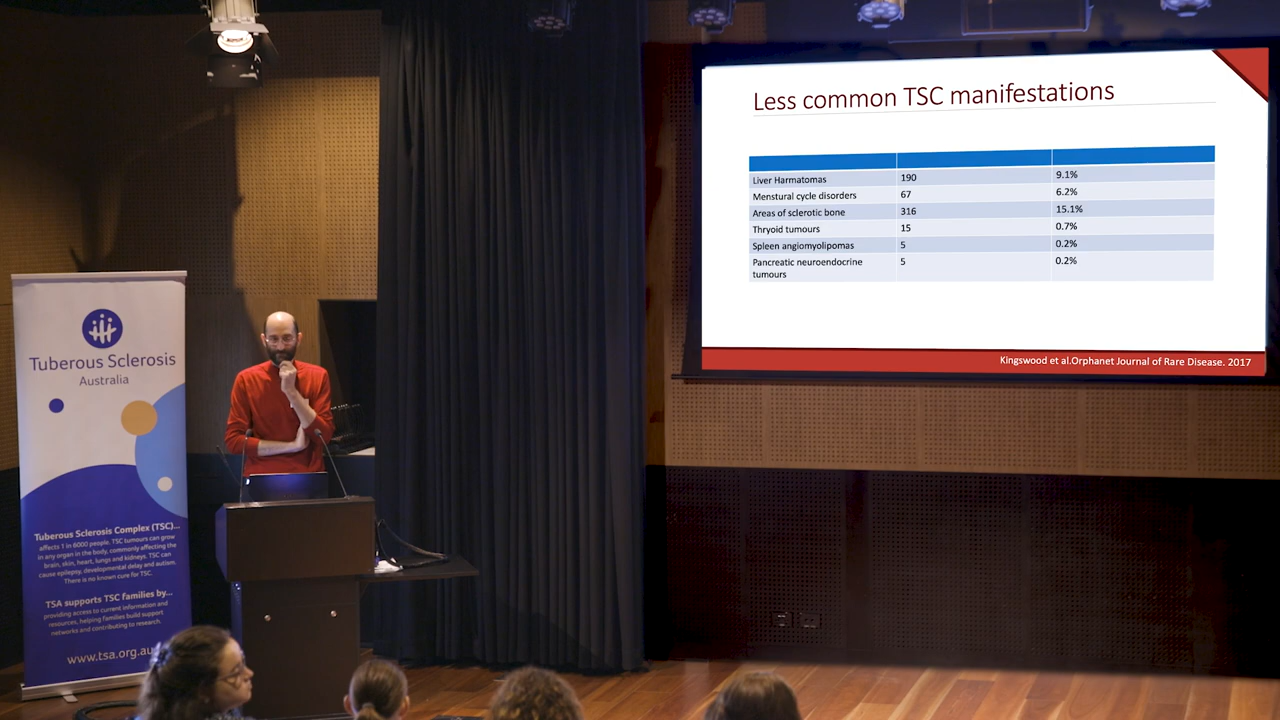 Less common TSC manifestations
Liver Harmatomas 190 9.1%
Menstural cycle disorders 67 6.2%
Areas of sclerotic bone 316 15.1%
Thryoid tumours 15 0.7%
Spleen angiomyolipomas 5 0.2%
Pancreatic neuroendocrine 5 0.2%
tumours
Kingswood et al.Orphanet Journal of Rare Disease. 2017
Tuberous Sclerosis
Australia
Tuberous Sclerosis Complex (TSC)...
affects 1 in 6000 people. TSC tumours can grow
in any organ in the body, commonly affecting the
brain, skin, heart, lungs and kidneys. TSC can
cause epilepsy, developmental delay and autism.
There is no known cure for TSC.
TSA supports TSC families by...
providing access to current information and
resources, helping families build support
networks and contributing to research.
www.tsa.org.au